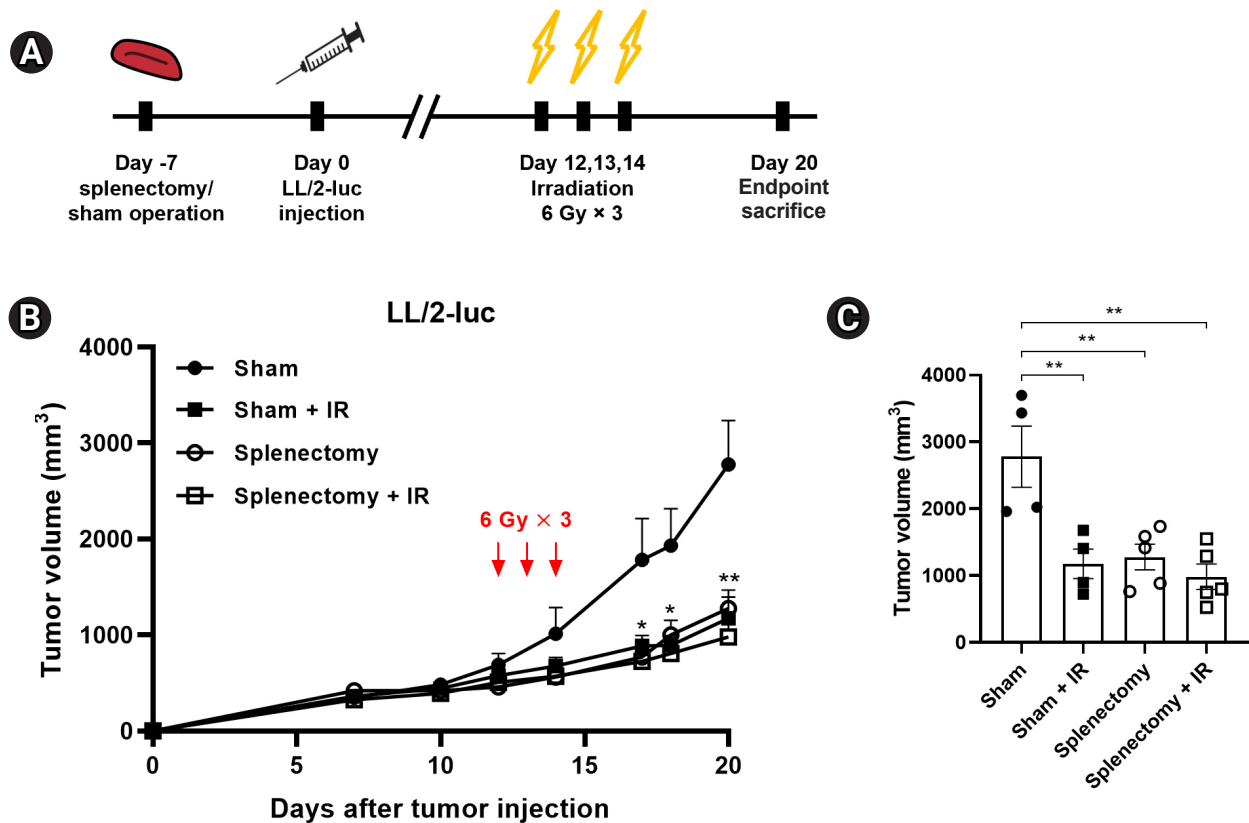 A
Day -7
splenectomy/
sham operation
Day 0
LL/2-luc
injection
Day 12,13,14
Irradiation
6 Gy × 3
Day 20
Endpoint
sacrifice
B
LL/2-luc
Tumor volume (mm³)
4000
3000
2000
1000
0
Sham
Sham + IR
Splenectomy
Splenectomy + IR
6 Gy × 3
*
*
**
0
5
10
15
20
Days after tumor injection
C
**
**
**
Tumor volume (mm³)
4000
3000
2000
1000
0
Sham
Sham + IR
Splenectomy
Splenectomy + IR